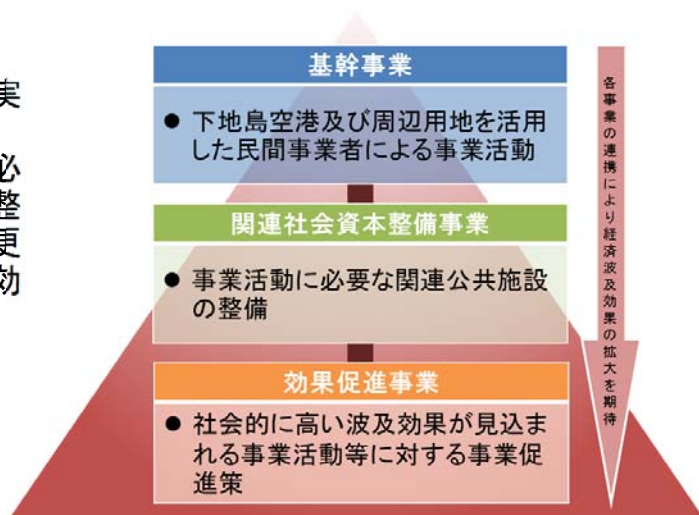 実
必
整
更
効
基幹事業
● 下地島空港及び周辺用地を活用
した民間事業者による事業活動
関連社会資本整備事業
● 事業活動に必要な関連公共施設
の整備
効果促進事業
● 社会的に高い波及効果が見込ま
れる事業活動等に対する事業促
進策
各事業の連携により経済波及効果の拡大を期待